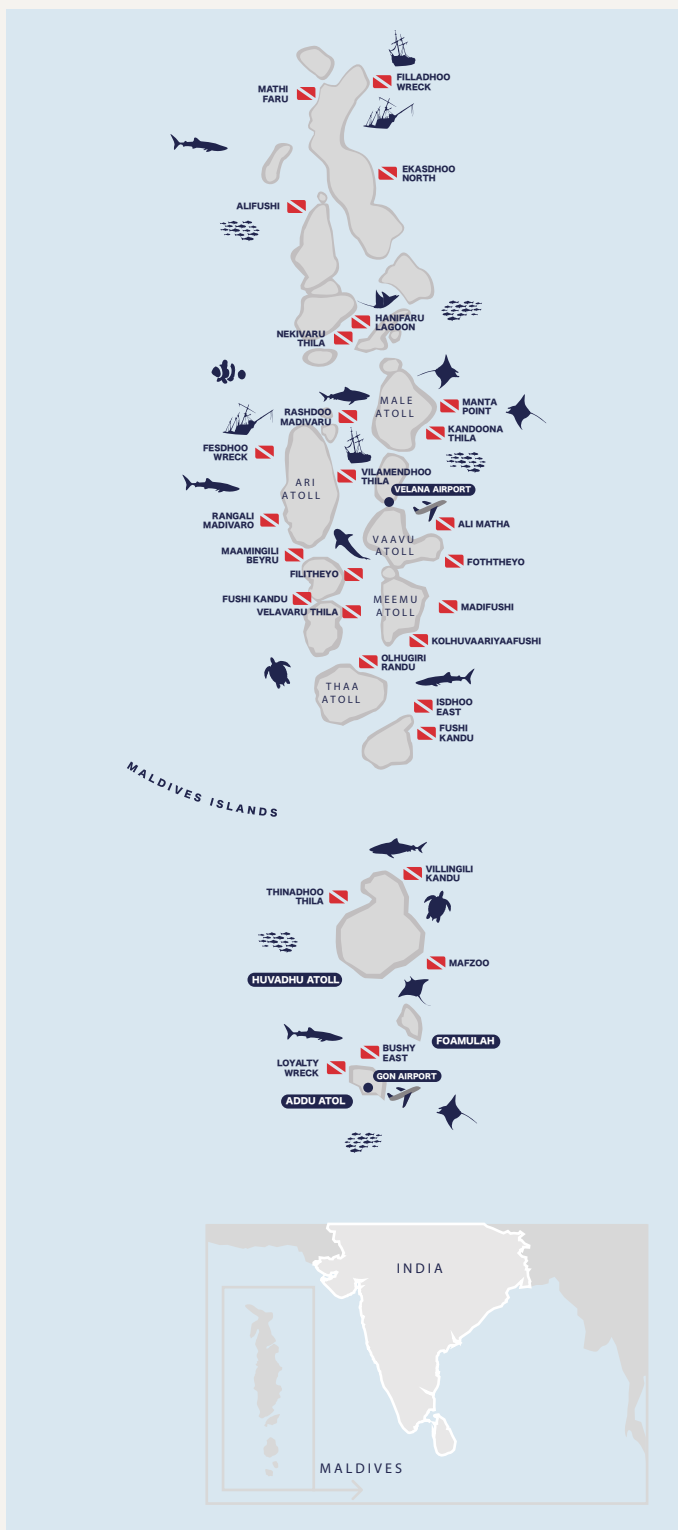 FILLADHOO
WRECK
MATHI
FARU
EKASDHOO
NORTH
ALIFUSHI
HANIFARU
LAGOON
NEKIVARU
THILA
MALE
ATOLL
MANTA
POINT
RASHDOO
MADIVARU
KANDOONA
THILA
FESDHOO
WRECK
VILAMENDHOO
THILA
ARI
ATOLL
VELANA AIRPORT
RANGALI
MADIVARO
ALI MATHA
VAAVU
ATOLL
MAAMINGILI
BEYRU
FOTHTHEYO
FILITHEYO
FUSHI KANDU
MEEMU
ATOLL
VELAVARU THILA
MADIFUSHI
KOLHUVAARIYAAFUSHI
OLHUGIRI
RANDU
THAA
ATOLL
ISDHOO
EAST
FUSHI
KANDU
MALDIVES ISLANDS
VILLINGILI
KANDU
THINADHOO
THILA
MAFZOO
HUVADHU ATOLL
FOAMULAH
BUSHY
EAST
LOYALTY
WRECK
GON AIRPORT
ADDU ATOL
INDIA
MALDIVES